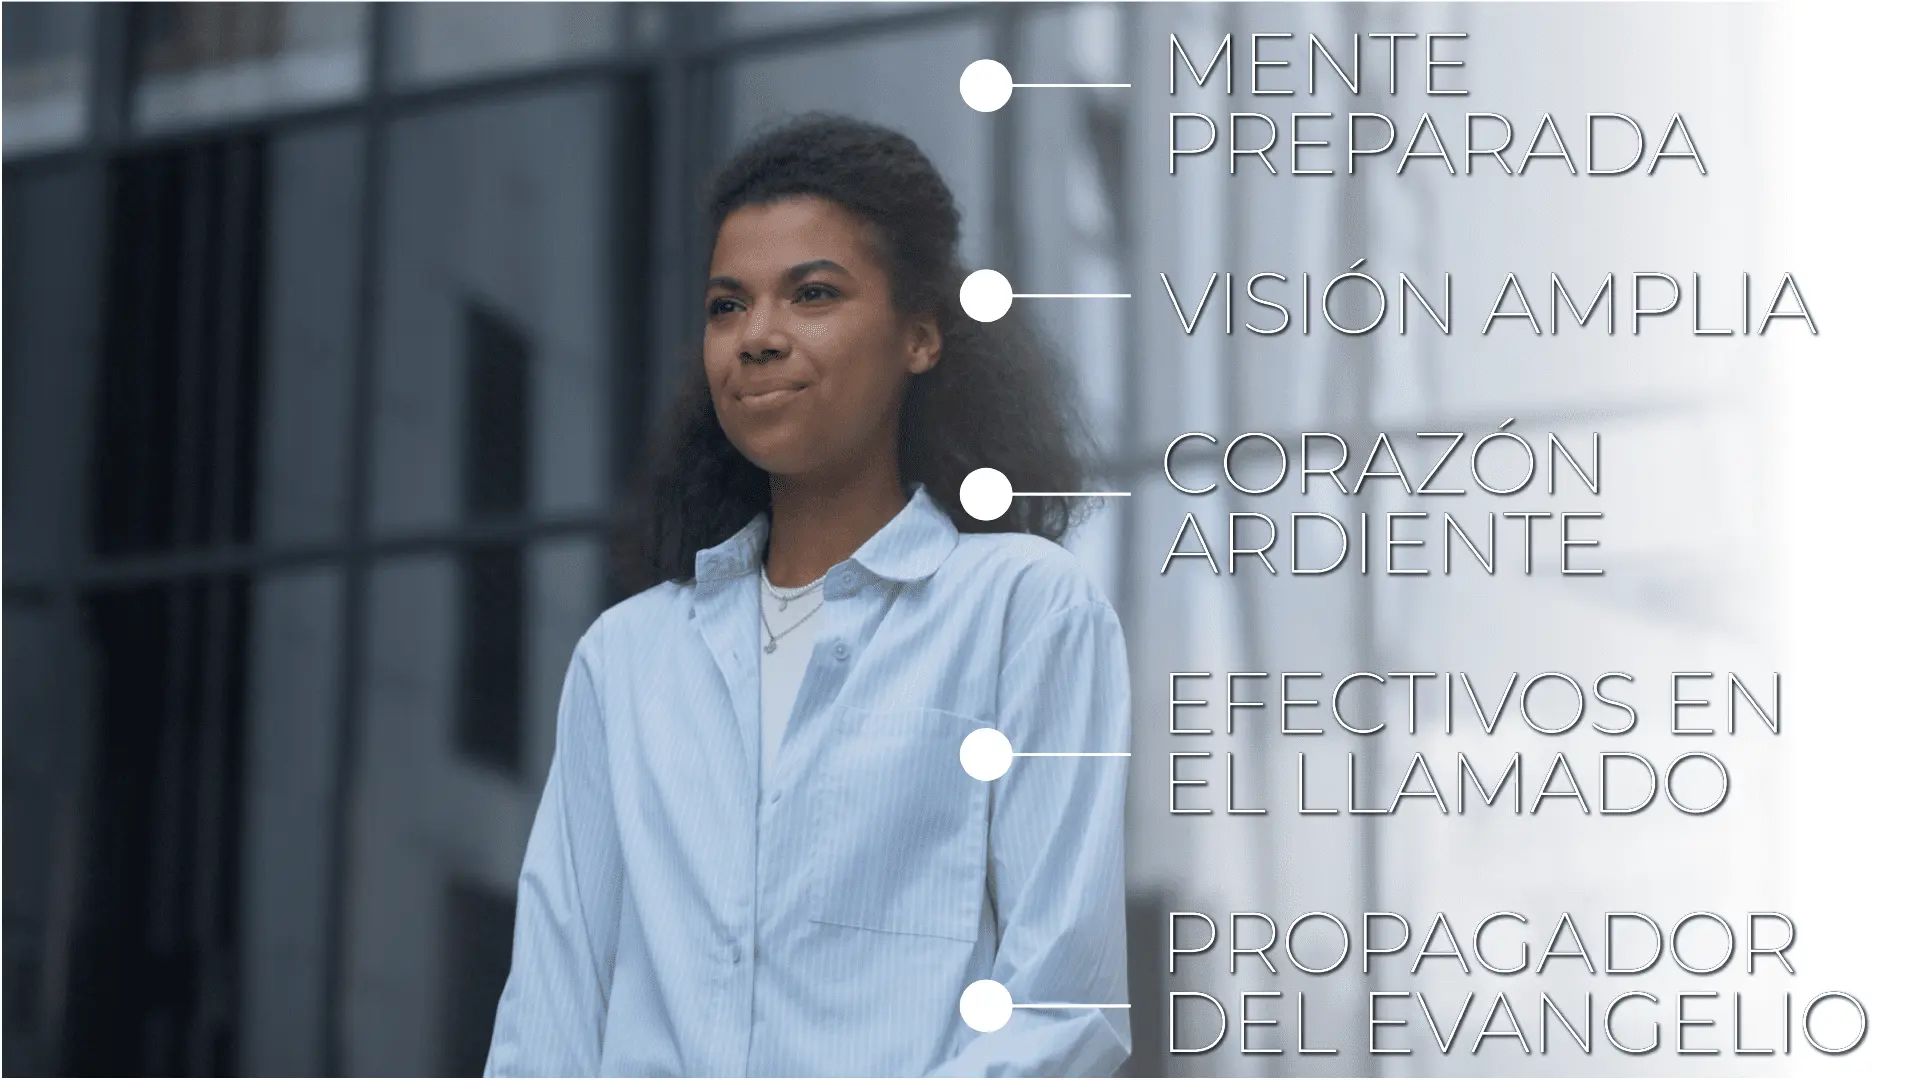 MENTE
PREPARADA
VISIÓN AMPLIA
CORAZÓN
ARDIENTE
EFECTIVOS EN
EL LLAMADO
PROPAGADOR
DEL EVANGELIO